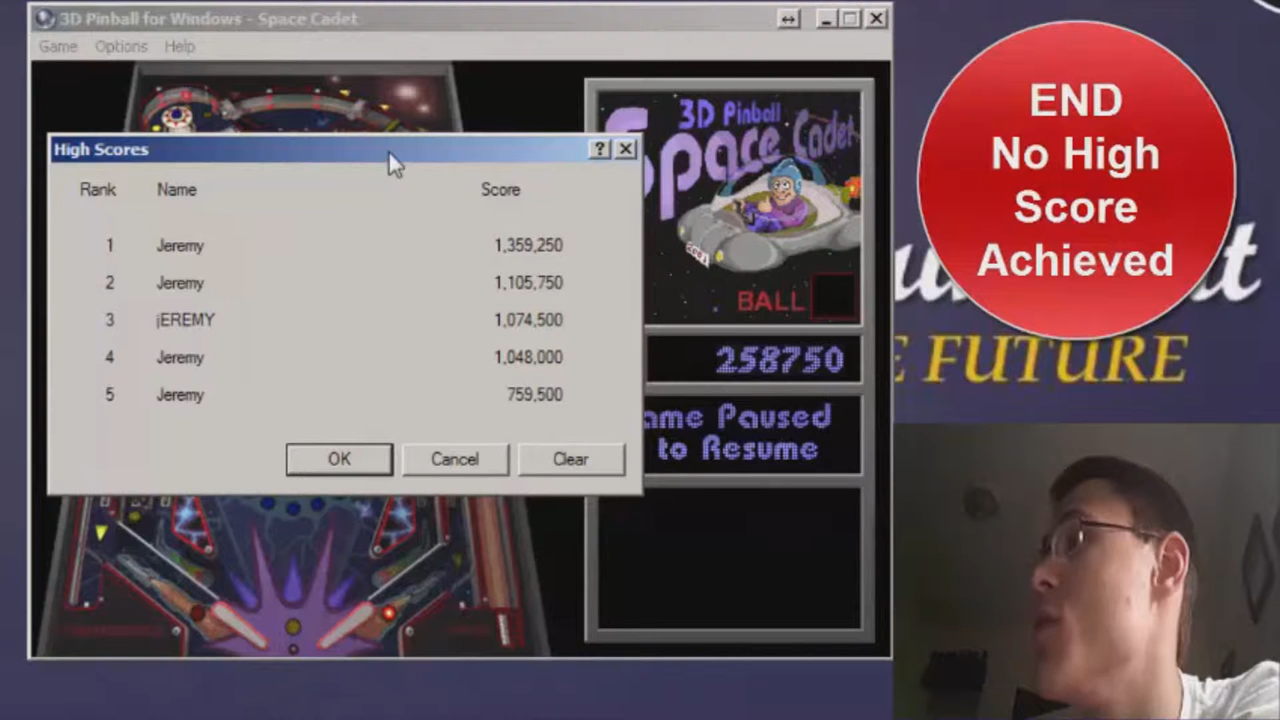 3D Pinball for Windows - Space Cadet
Game Options Help
High Scores
Rank Name Score
1 Jeremy 1,359,250
2 Jeremy 1,105,750
3 jEREMY 1,074,500
4 Jeremy 1,048,000
5 Jeremy 759,500
OK Cancel Clear
3D Pinball
Space Cadet
BALL
258750
ame Paused
to Resume
END
No High
Score
Achieved
E FUTURE